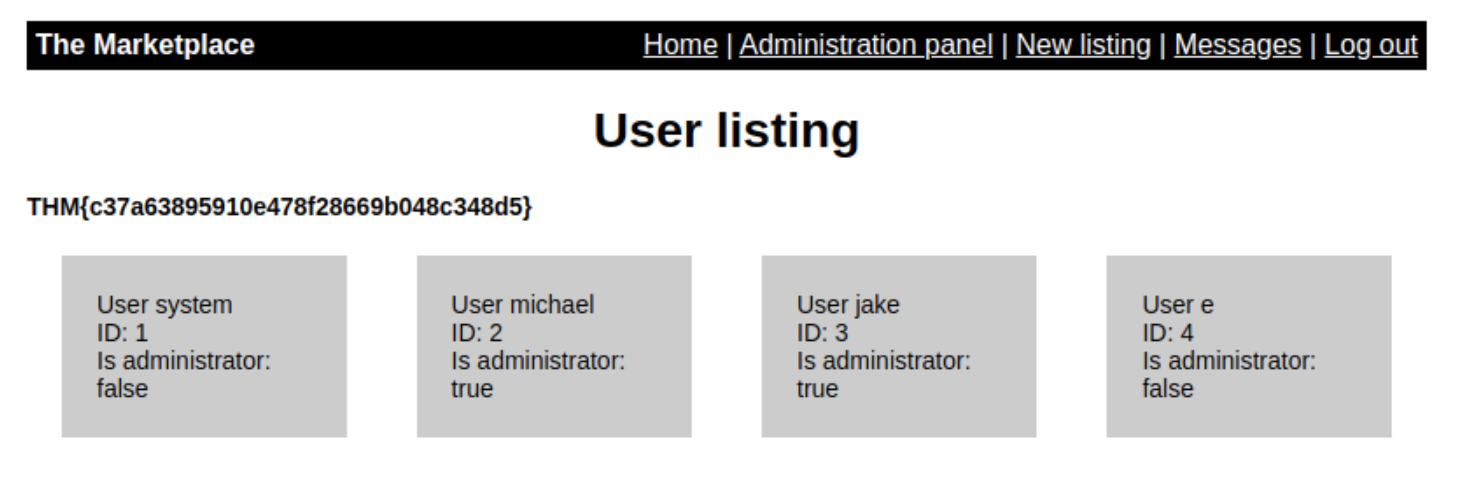 The Marketplace Home | Administration panel | New listing | Messages | Log out
User listing
THM{c37a63895910e478f28669b048c348d5}
User system
ID: 1
Is administrator:
false
User michael
ID: 2
Is administrator:
true
User jake
ID: 3
Is administrator:
true
User e
ID: 4
Is administrator:
false